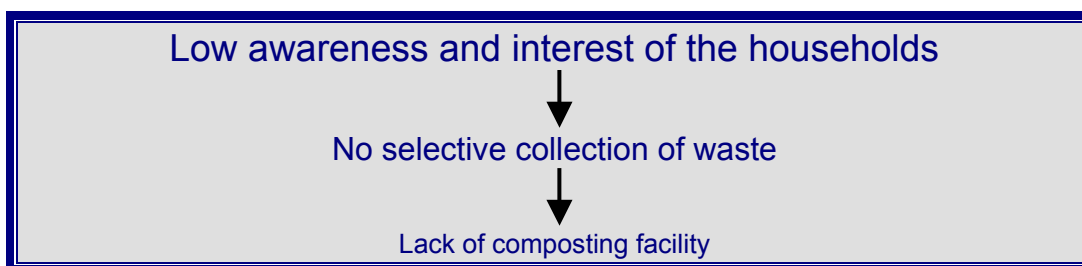 Low awareness and interest of the households
No selective collection of waste
Lack of composting facility